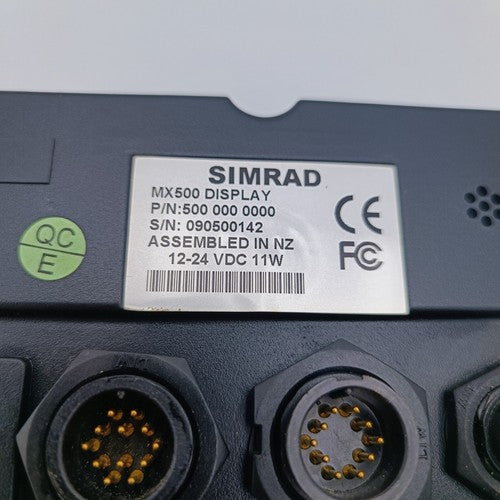 SIMRAD
MX500 DISPLAY
P/N:500 000 0000
S/N: 090500142
ASSEMBLED IN NZ
12-24 VDC 11W
CE
FC
QC
E